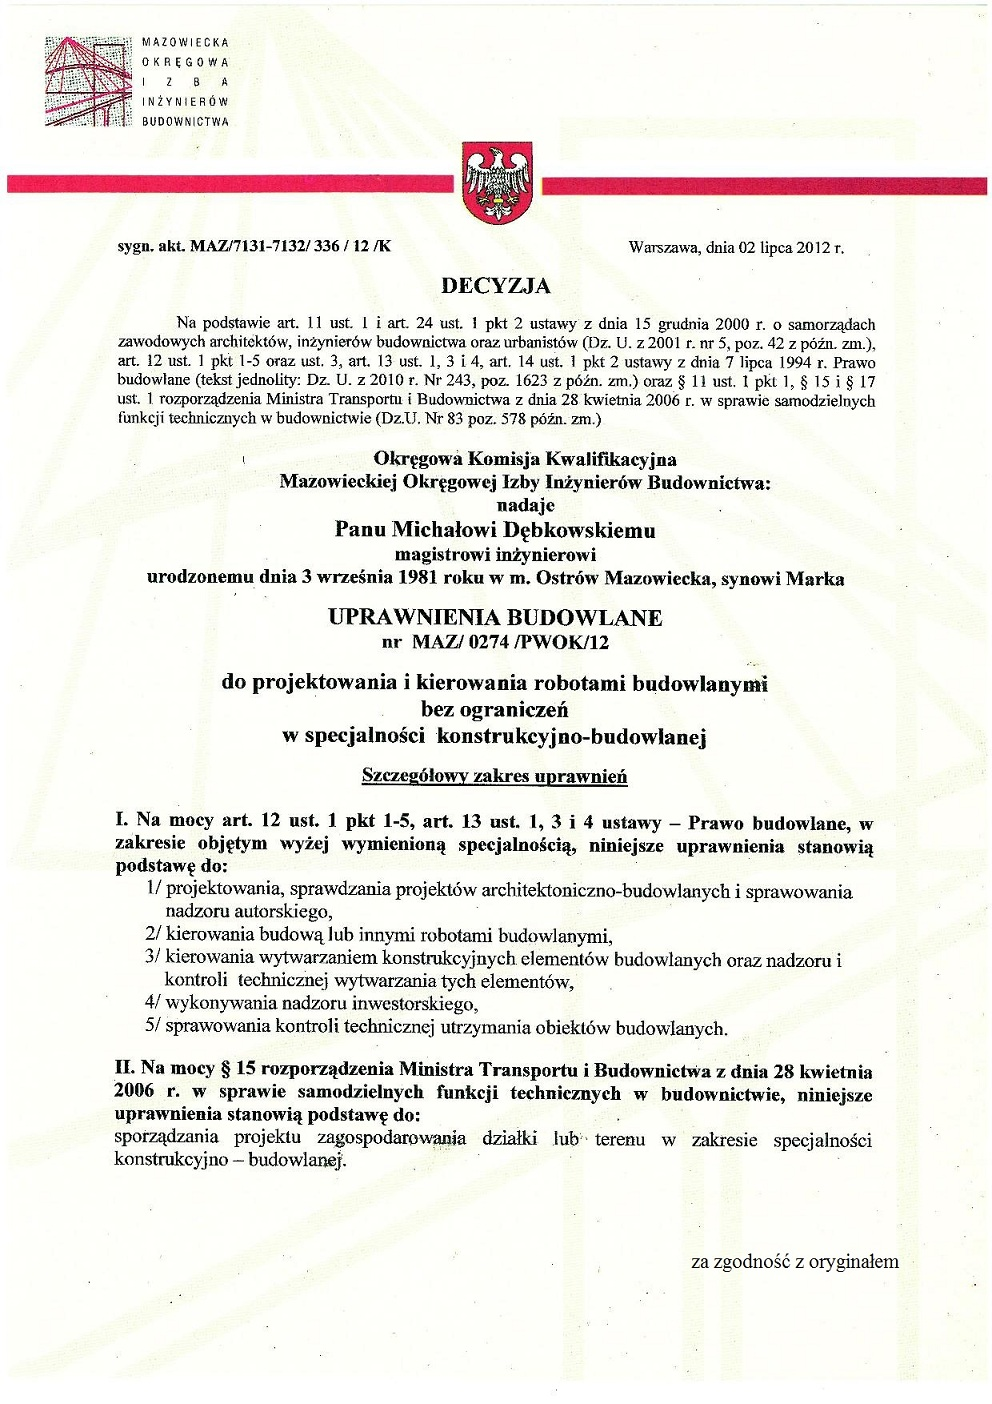 MAZOWIECKA
OKRĘGOWA
IZBA
INŻYNIERÓW
BUDOWNICTWA
sygn. akt. MAZ/7131-7132/ 336 / 12 /K
Warszawa, dnia 02 lipca 2012 r.
DECYZJA
Na podstawie art. 11 ust. 1 i art. 24 ust. 1 pkt 2 ustawy z dnia 15 grudnia 2000 r. o samorządach
zawodowych architektów, inżynierów budownictwa oraz urbanistów (Dz. U. z 2001 r. nr 5, poz. 42 z późn. zm.),
art. 12 ust. 1 pkt 1-5 oraz ust. 3, art. 13 ust. 1, 3 i 4, art. 14 ust. 1 pkt 2 ustawy z dnia 7 lipca 1994 r. Prawo
budowlane (tekst jednolity: Dz. U. z 2010 r. Nr 243, poz. 1623 z późn. zm.) oraz § 11 ust. 1 pkt 1, § 15 i § 17
ust. 1 rozporządzenia Ministra Transportu i Budownictwa z dnia 28 kwietnia 2006 r. w sprawie samodzielnych
funkcji technicznych w budownictwie (Dz.U. Nr 83 poz. 578 późn. zm.)
Okręgowa Komisja Kwalifikacyjna
Mazowieckiej Okręgowej Izby Inżynierów Budownictwa:
nadaje
Panu Michałowi Dębkowskiemu
magistrowi inżynierowi
urodzonemu dnia 3 września 1981 roku w m. Ostrów Mazowiecka, synowi Marka
UPRAWNIENIA BUDOWLANE
nr MAZ/ 0274 /PWOK/12
do projektowania i kierowania robotami budowlanymi
bez ograniczeń
w specjalności konstrukcyjno-budowlanej
Szczegółowy zakres uprawnień
I. Na mocy art. 12 ust. 1 pkt 1-5, art. 13 ust. 1, 3 i 4 ustawy – Prawo budowlane, w
zakresie objętym wyżej wymienioną specjalnością, niniejsze uprawnienia stanowią
podstawę do:
1/ projektowania, sprawdzania projektów architektoniczno-budowlanych i sprawowania
nadzoru autorskiego,
2/ kierowania budową lub innymi robotami budowlanymi,
3/ kierowania wytwarzaniem konstrukcyjnych elementów budowlanych oraz nadzoru i
kontroli technicznej wytwarzania tych elementów,
4/ wykonywania nadzoru inwestorskiego,
5/ sprawowania kontroli technicznej utrzymania obiektów budowlanych.
II. Na mocy § 15 rozporządzenia Ministra Transportu i Budownictwa z dnia 28 kwietnia
2006 r. w sprawie samodzielnych funkcji technicznych w budownictwie, niniejsze
uprawnienia stanowią podstawę do:
sporządzania projektu zagospodarowania działki lub terenu w zakresie specjalności
konstrukcyjno – budowlanej.
za zgodność z oryginałem